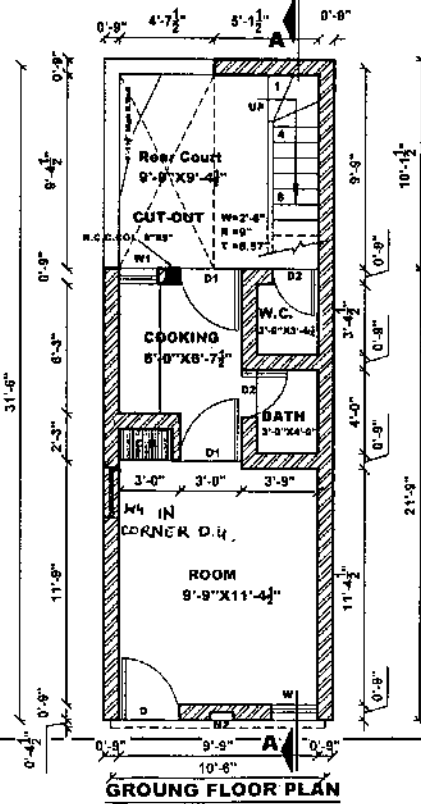 0'-9" 4'-7½" 5'-1½" 0'-9"
A
0'-9"
1
UP
4
8
Rear Court
9'-9"X9'-4½"
CUT-OUT
W=2'-6"
R =9"
T =6.57"
R.C.C.COL. 9"X9"
W1
D1
D2
9'-4½"
9'-9"
10'-1½"
0'-9"
0'-9"
W.C.
3'-0"X3'-4½"
3'-4½"
COOKING
6'-0"X6'-7½"
6'-3"
0'-9"
D2
BATH
3'-0"X4'-0"
4'-0"
31'-6"
2'-3"
0'-9"
D1
3'-0" 3'-0" 3'-9"
W4 IN
CORNER D.U.
21'-9"
ROOM
9'-9"X11'-4½"
11'-9"
11'-4½"
W
D
0'-9"
0'-9"
0'-4½"
0'-9" 9'-9" 0'-9"
A
10'-6"
GROUNG FLOOR PLAN